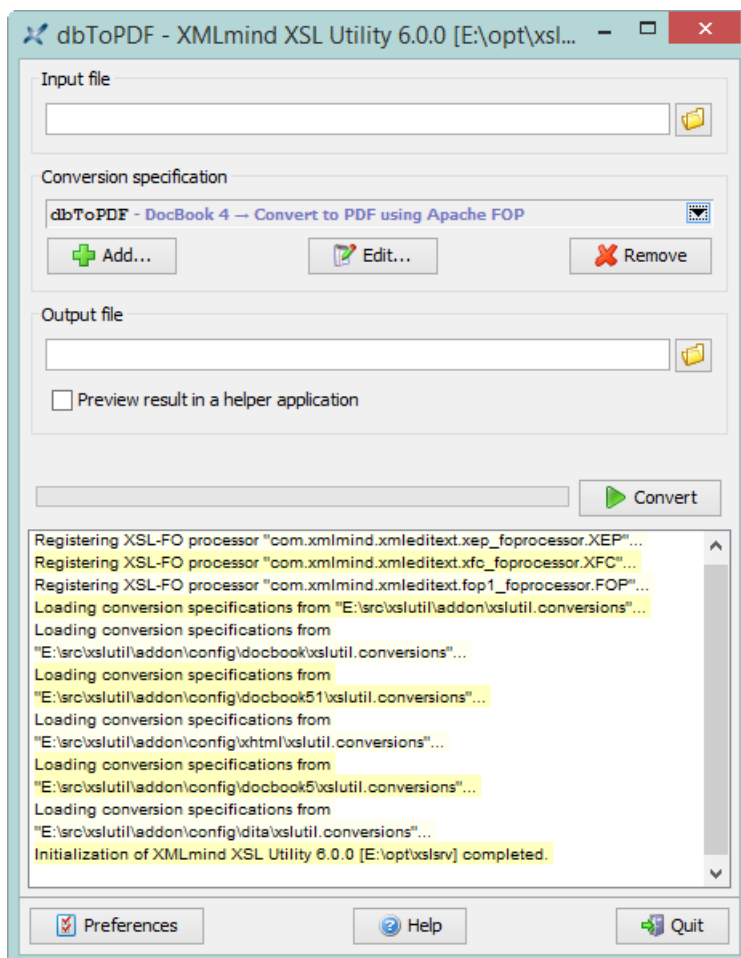 dbToPDF - XMLmind XSL Utility 6.0.0 [E:\opt\xsl...
Input file
Conversion specification
dbToPDF - DocBook 4 → Convert to PDF using Apache FOP
Add...
Edit...
Remove
Output file
Preview result in a helper application
Convert
Registering XSL-FO processor "com.xmlmind.xmleditext.xep_foprocessor.XEP"...
Registering XSL-FO processor "com.xmlmind.xmleditext.xfc_foprocessor.XFC"...
Registering XSL-FO processor "com.xmlmind.xmleditext.fop1_foprocessor.FOP"...
Loading conversion specifications from "E:\src\xslutil\addon\xslutil.conversions"...
Loading conversion specifications from
"E:\src\xslutil\addon\config\docbook\xslutil.conversions"...
Loading conversion specifications from
"E:\src\xslutil\addon\config\docbook51\xslutil.conversions"...
Loading conversion specifications from
"E:\src\xslutil\addon\config\xhtml\xslutil.conversions"...
Loading conversion specifications from
"E:\src\xslutil\addon\config\docbook5\xslutil.conversions"...
Loading conversion specifications from
"E:\src\xslutil\addon\config\dita\xslutil.conversions"...
Initialization of XMLmind XSL Utility 6.0.0 [E:\opt\xslsrv] completed.
Preferences
Help
Quit